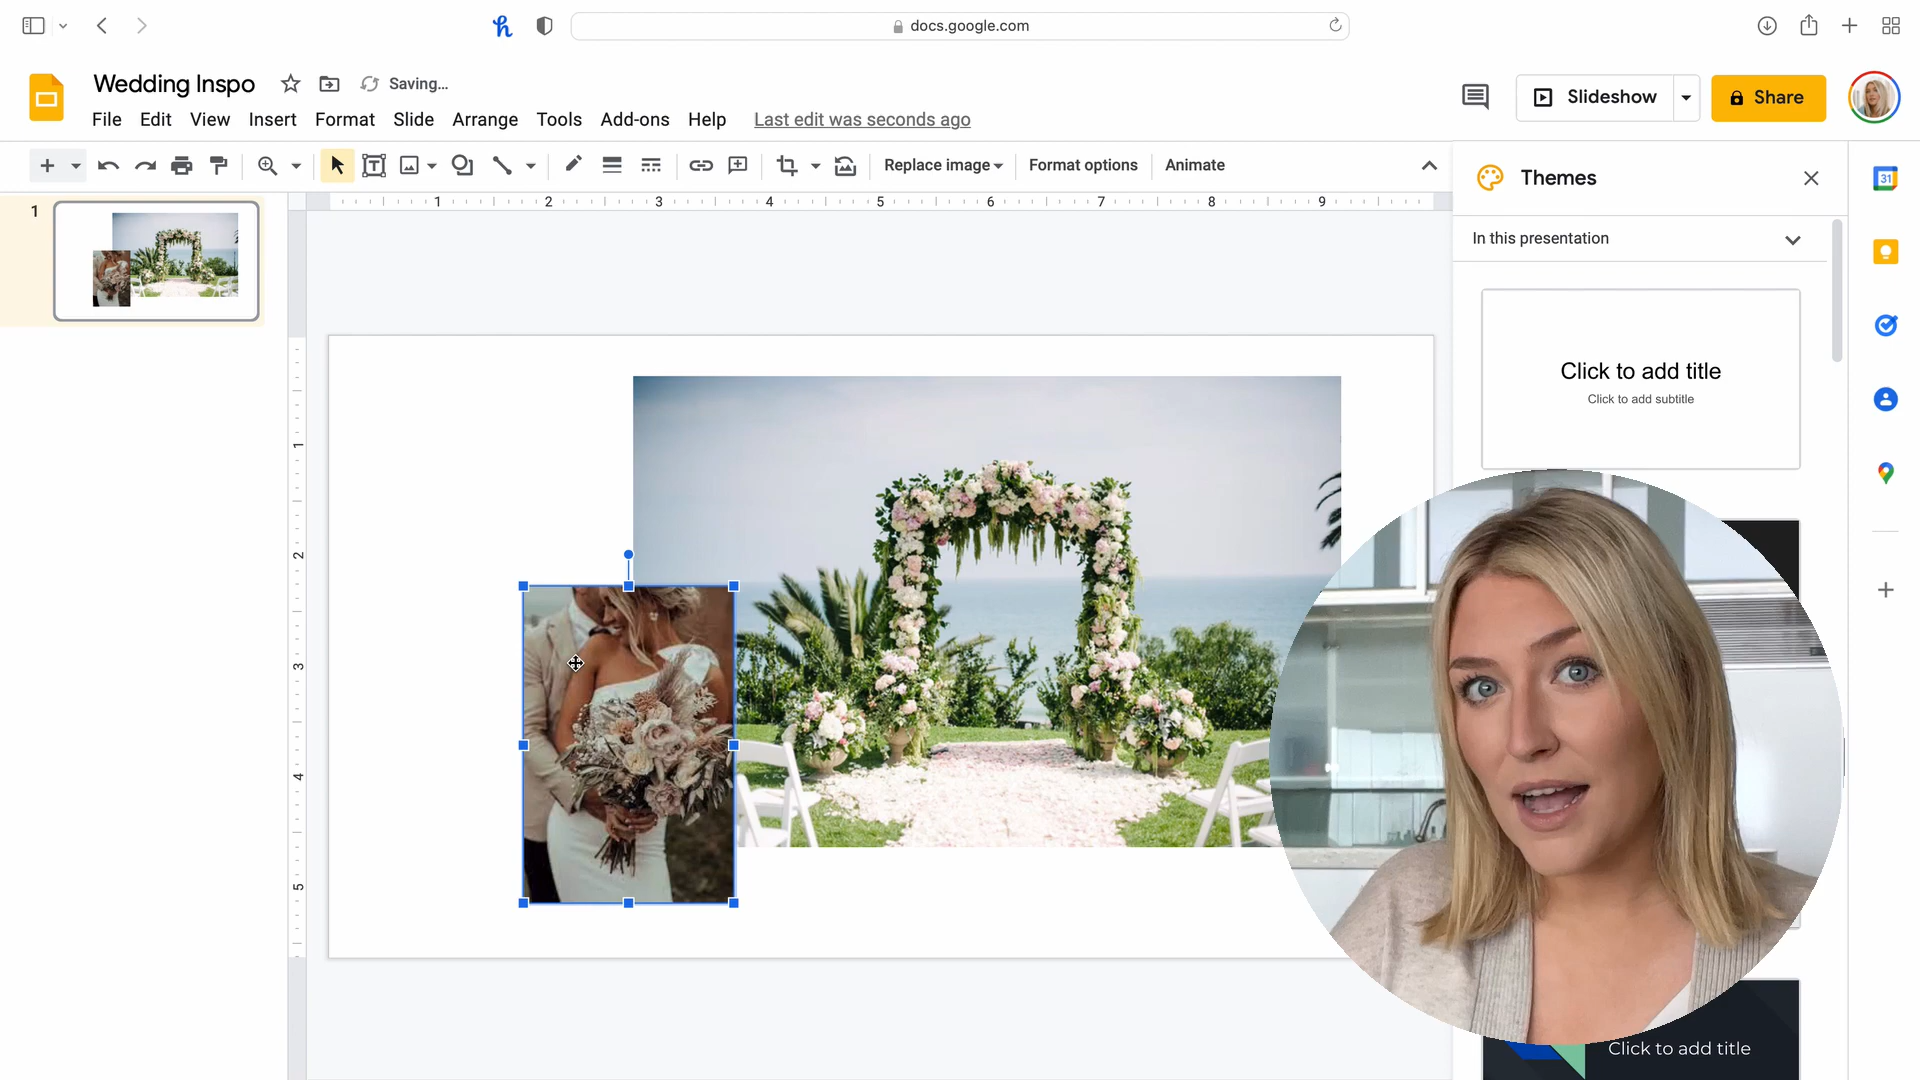 docs.google.com
Wedding Inspo
Saving...
Slideshow
Share
File Edit View Insert Format Slide Arrange Tools Add-ons Help Last edit was seconds ago
Replace image Format options Animate
Themes
31
1
1 2 3 4 5 6 7 8 9
In this presentation
Click to add title
Click to add subtitle
1
2
3
4
5
Click to add title